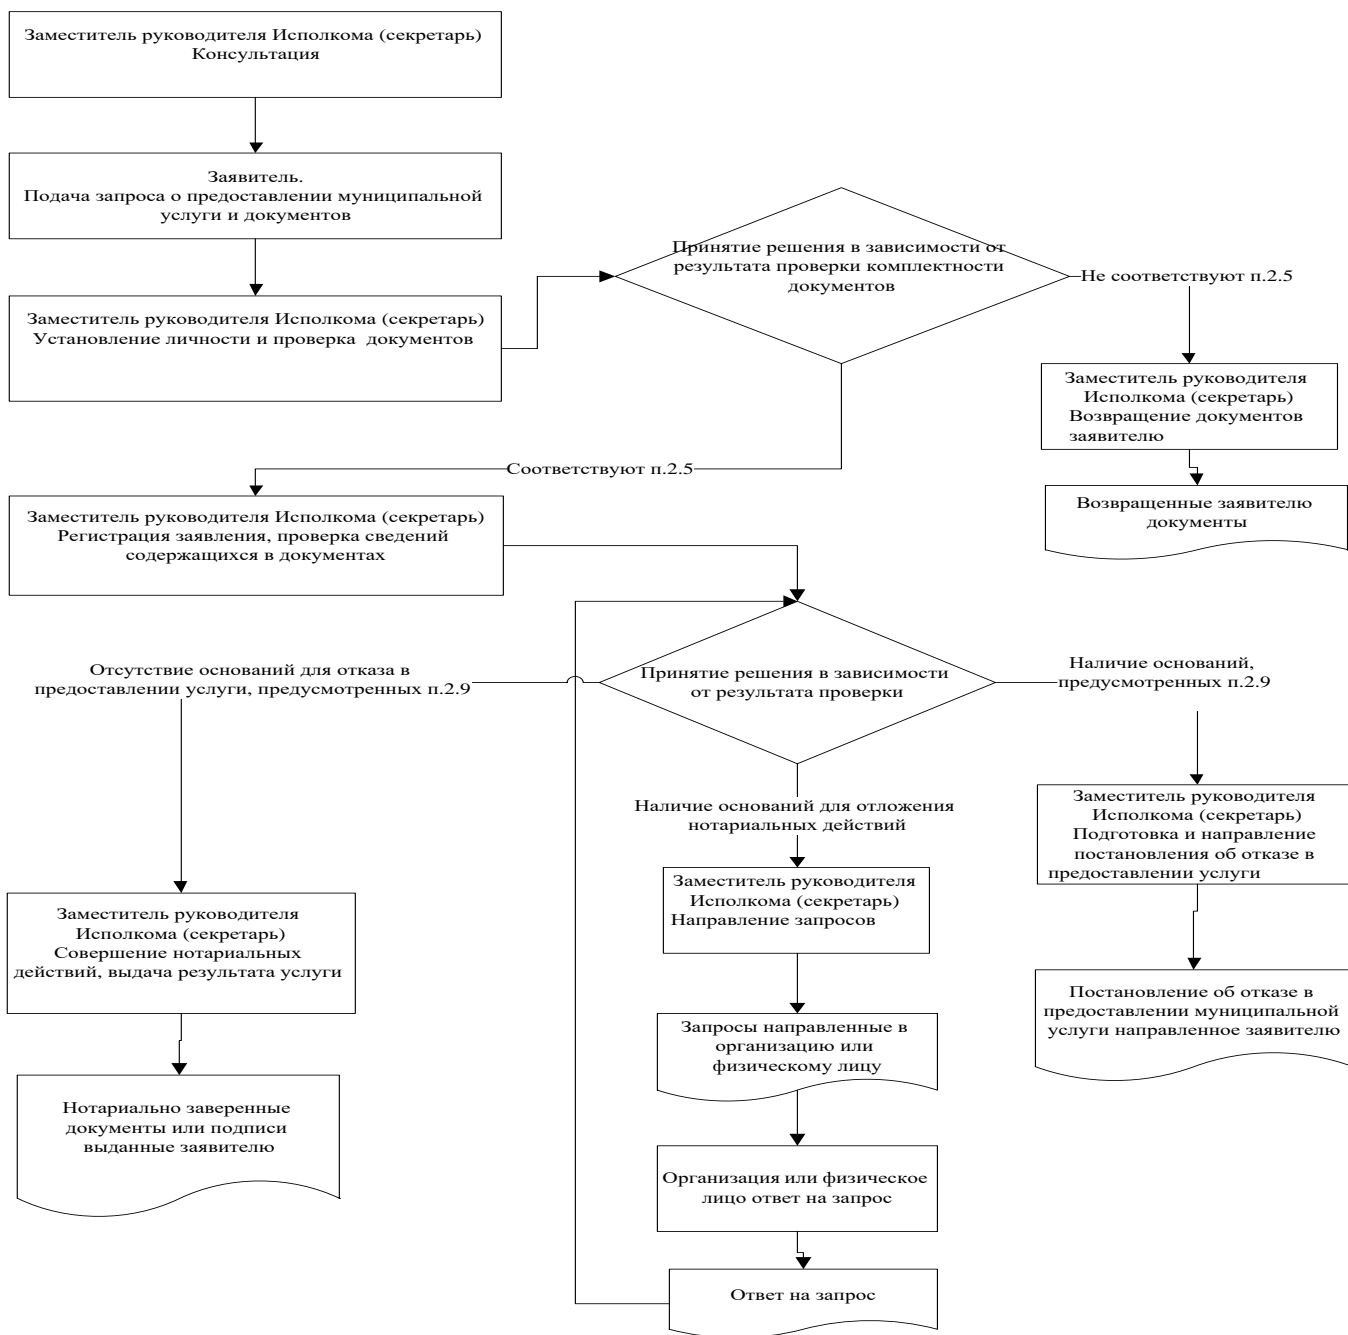 Заместитель руководителя Исполкома (секретарь)
Консультация
Заявитель.
Подача запроса о предоставлении муниципальной
услуги и документов
Принятие решения в зависимости от
результата проверки комплектности
документов
Не соответствуют п.2.5
Заместитель руководителя Исполкома (секретарь)
Установление личности и проверка документов
Заместитель руководителя
Исполкома (секретарь)
Возвращение документов
заявителю
Соответствуют п.2.5
Возвращенные заявителю
документы
Заместитель руководителя Исполкома (секретарь)
Регистрация заявления, проверка сведений
содержащихся в документах
Отсутствие оснований для отказа в
предоставлении услуги, предусмотренных п.2.9
Принятие решения в зависимости
от результата проверки
Наличие оснований,
предусмотренных п.2.9
Наличие оснований для отложения
нотариальных действий
Заместитель руководителя
Исполкома (секретарь)
Подготовка и направление
постановления об отказе в
предоставлении услуги
Заместитель руководителя
Исполкома (секретарь)
Направление запросов
Заместитель руководителя
Исполкома (секретарь)
Совершение нотариальных
действий, выдача результата услуги
Постановление об отказе в
предоставлении муниципальной
услуги направленное заявителю
Запросы направленные в
организацию или
физическому лицу
Нотариально заверенные
документы или подписи
выданные заявителю
Организация или физическое
лицо ответ на запрос
Ответ на запрос